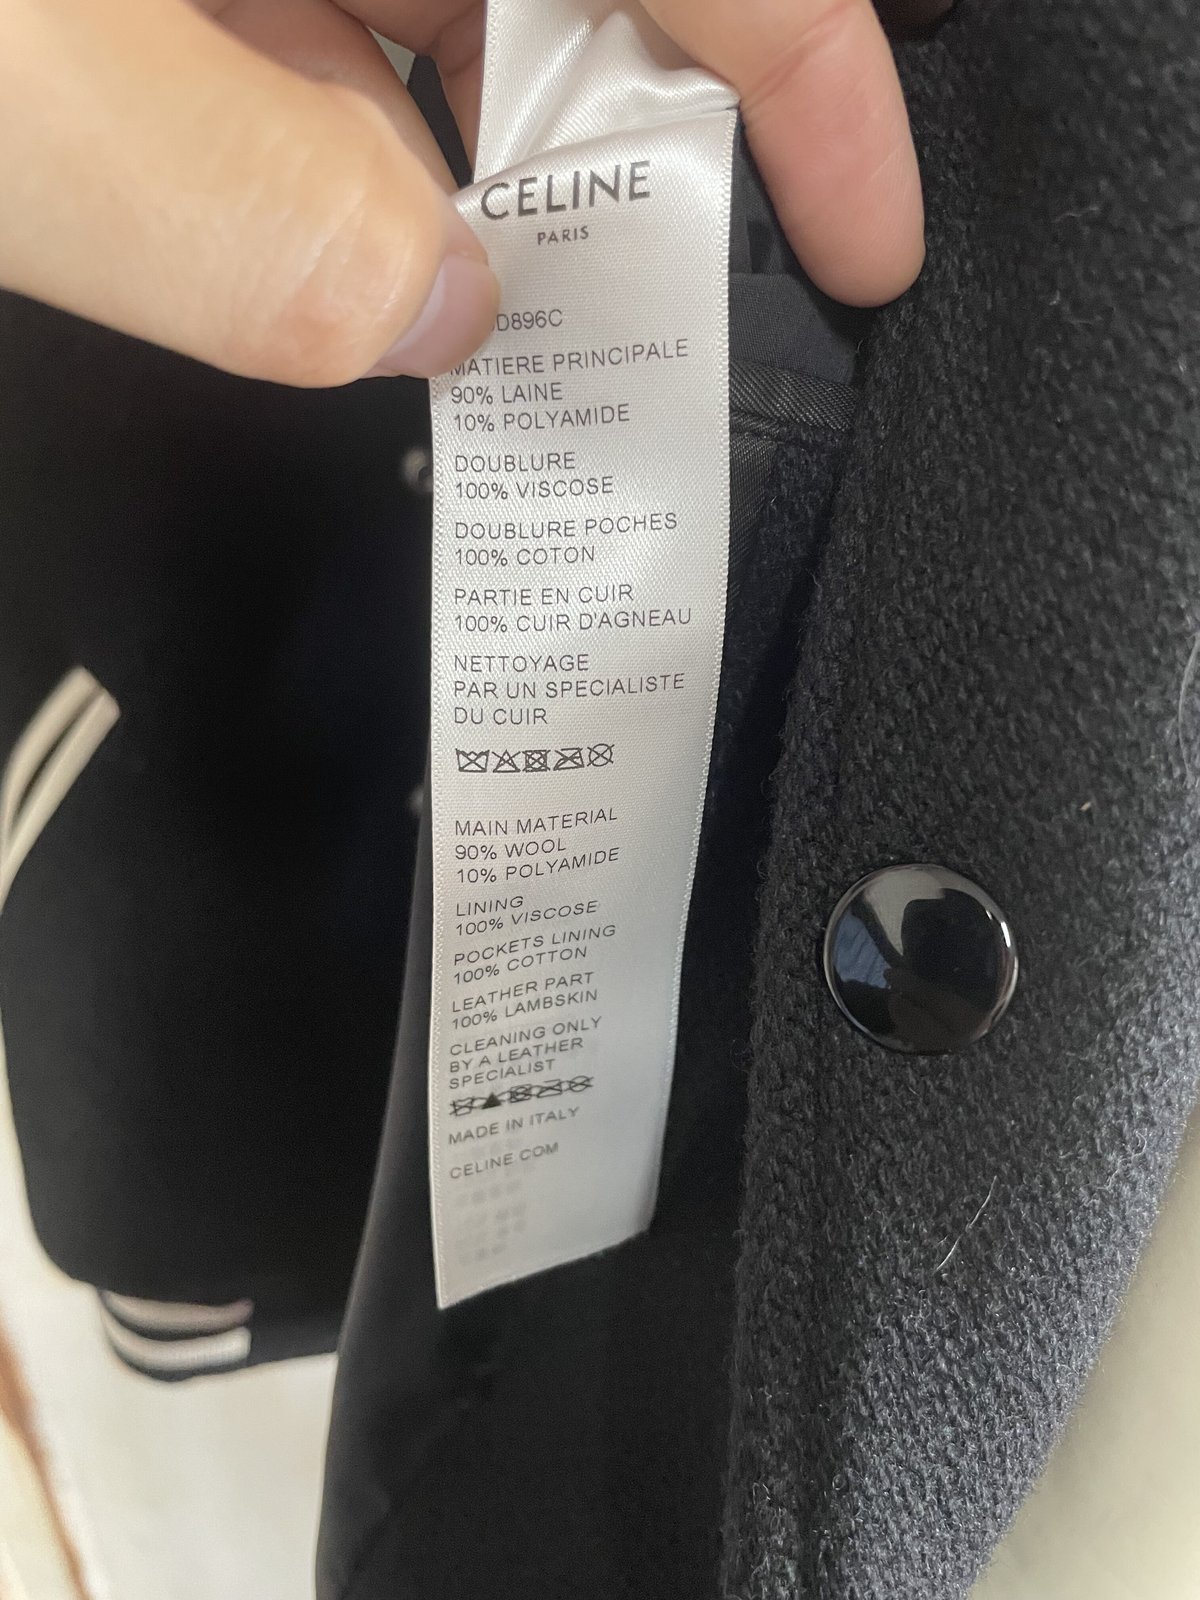 CELINE
PARIS
D896C
MATIERE PRINCIPALE
90% LAINE
10% POLYAMIDE
DOUBLURE
100% VISCOSE
DOUBLURE POCHES
100% COTON
PARTIE EN CUIR
100% CUIR D'AGNEAU
NETTOYAGE
PAR UN SPECIALISTE
DU CUIR
MAIN MATERIAL
90% WOOL
10% POLYAMIDE
LINING
100% VISCOSE
POCKETS LINING
100% COTTON
LEATHER PART
100% LAMBSKIN
CLEANING ONLY
BY A LEATHER
SPECIALIST
MADE IN ITALY
CELINE.COM